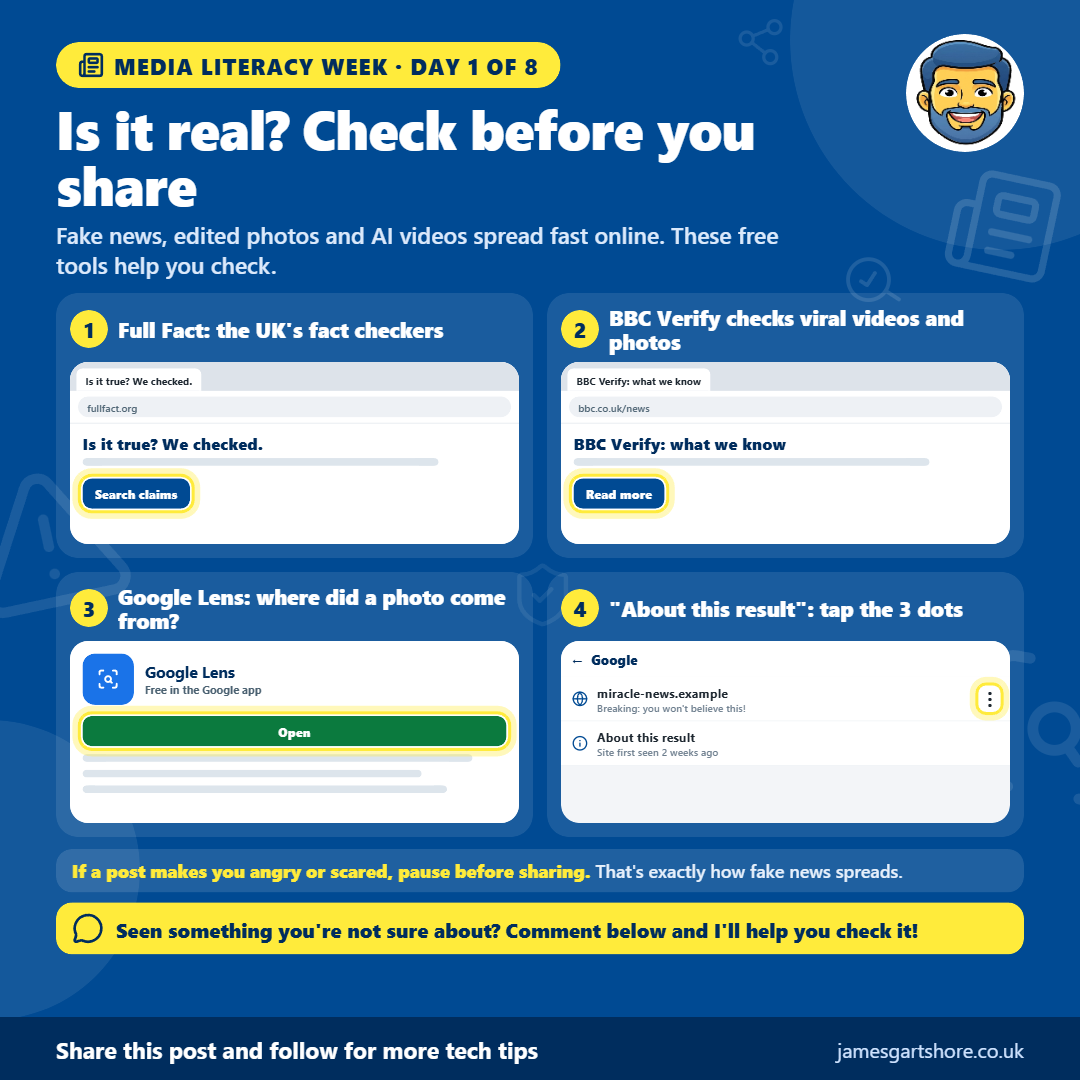 MEDIA LITERACY WEEK · DAY 1 OF 8
Is it real? Check before you
share
Fake news, edited photos and AI videos spread fast online. These free
tools help you check.
1 Full Fact: the UK's fact checkers
Is it true? We checked.
fullfact.org
Is it true? We checked.
Search claims
2 BBC Verify checks viral videos and
photos
BBC Verify: what we know
bbc.co.uk/news
BBC Verify: what we know
Read more
3 Google Lens: where did a photo come
from?
Google Lens
Free in the Google app
Open
4 "About this result": tap the 3 dots
← Google
miracle-news.example
Breaking: you won't believe this!
About this result
Site first seen 2 weeks ago
If a post makes you angry or scared, pause before sharing. That's exactly how fake news spreads.
Seen something you're not sure about? Comment below and I'll help you check it!
Share this post and follow for more tech tips
jamesgartshore.co.uk